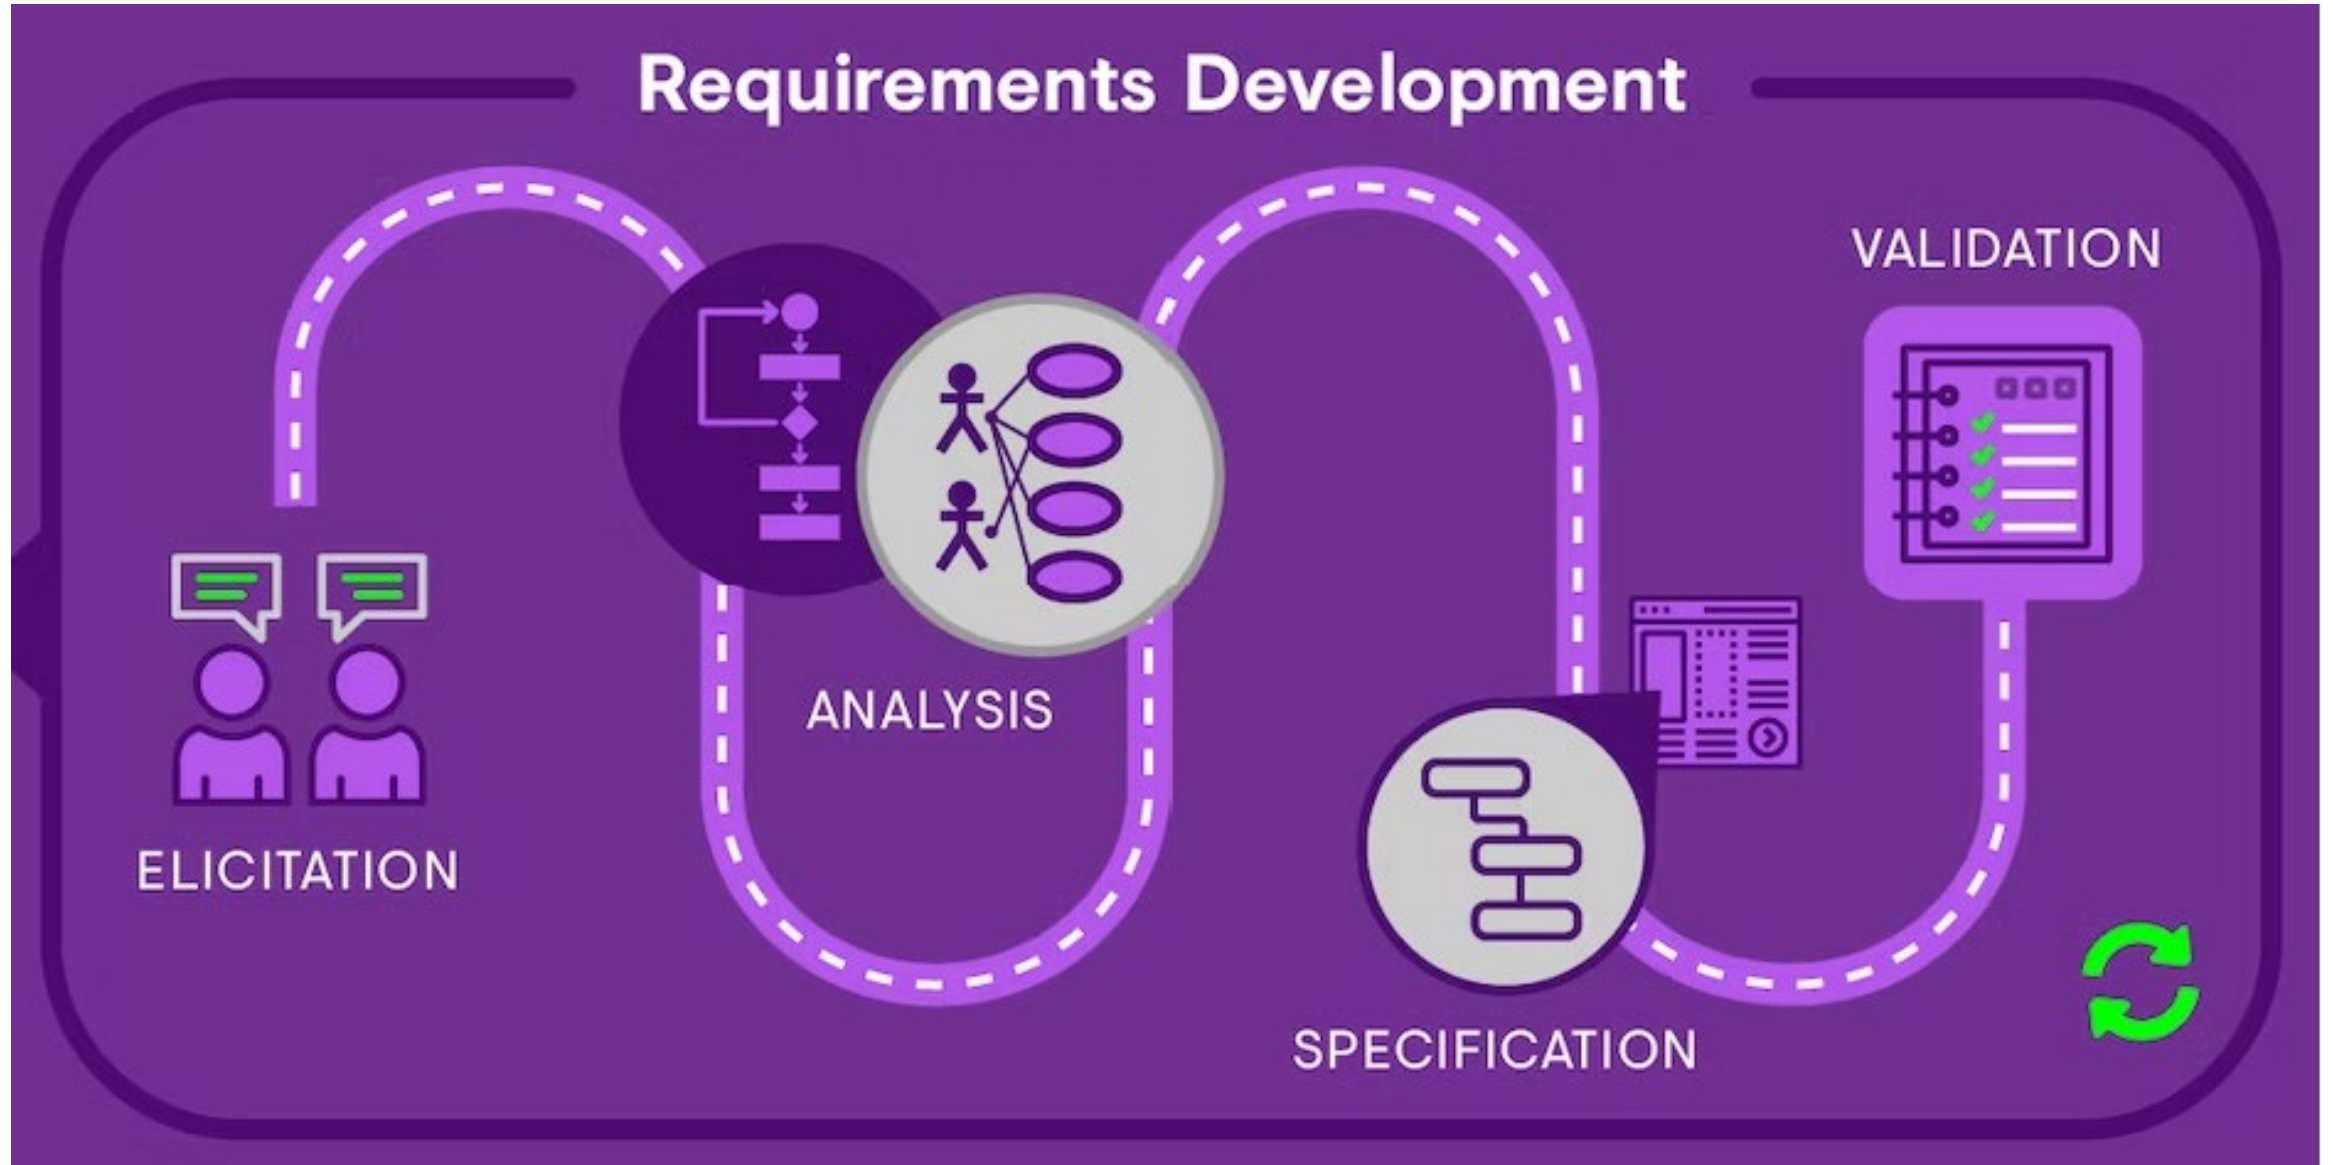 Requirements Development
VALIDATION
ANALYSIS
ELICITATION
SPECIFICATION